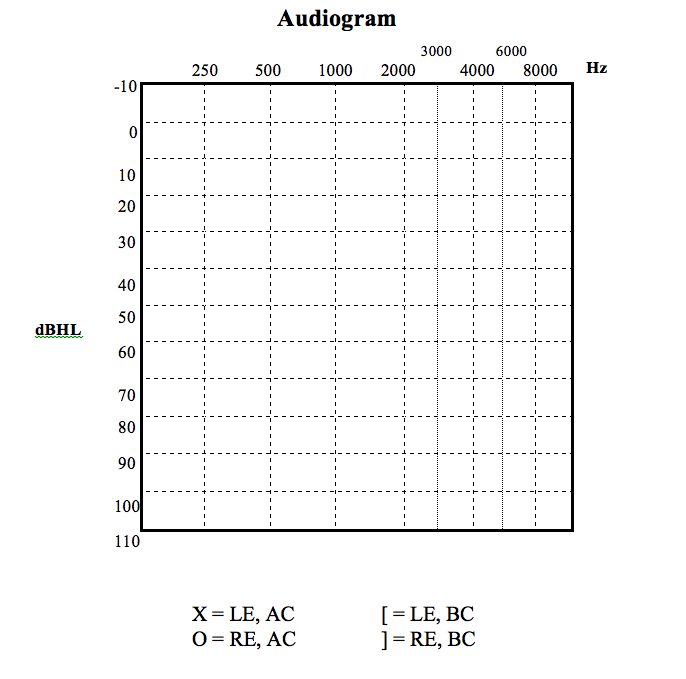 Audiogram
3000 6000
250 500 1000 2000 4000 8000 Hz
-10
0
10
20
30
40
50
dBHL
60
70
80
90
100
110
X = LE, AC [ = LE, BC
O = RE, AC ] = RE, BC